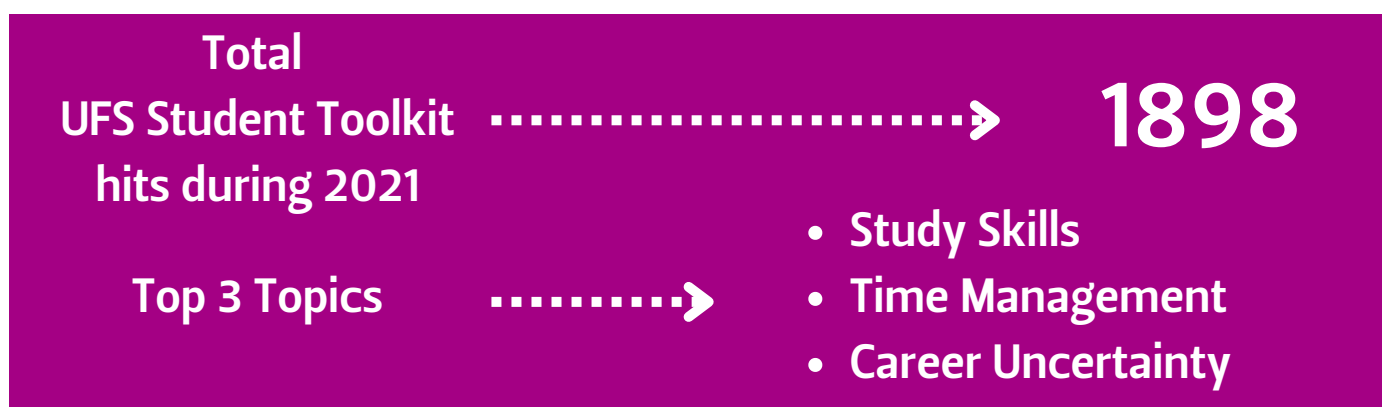 Total
UFS Student Toolkit
hits during 2021
1898
Top 3 Topics
• Study Skills
• Time Management
• Career Uncertainty